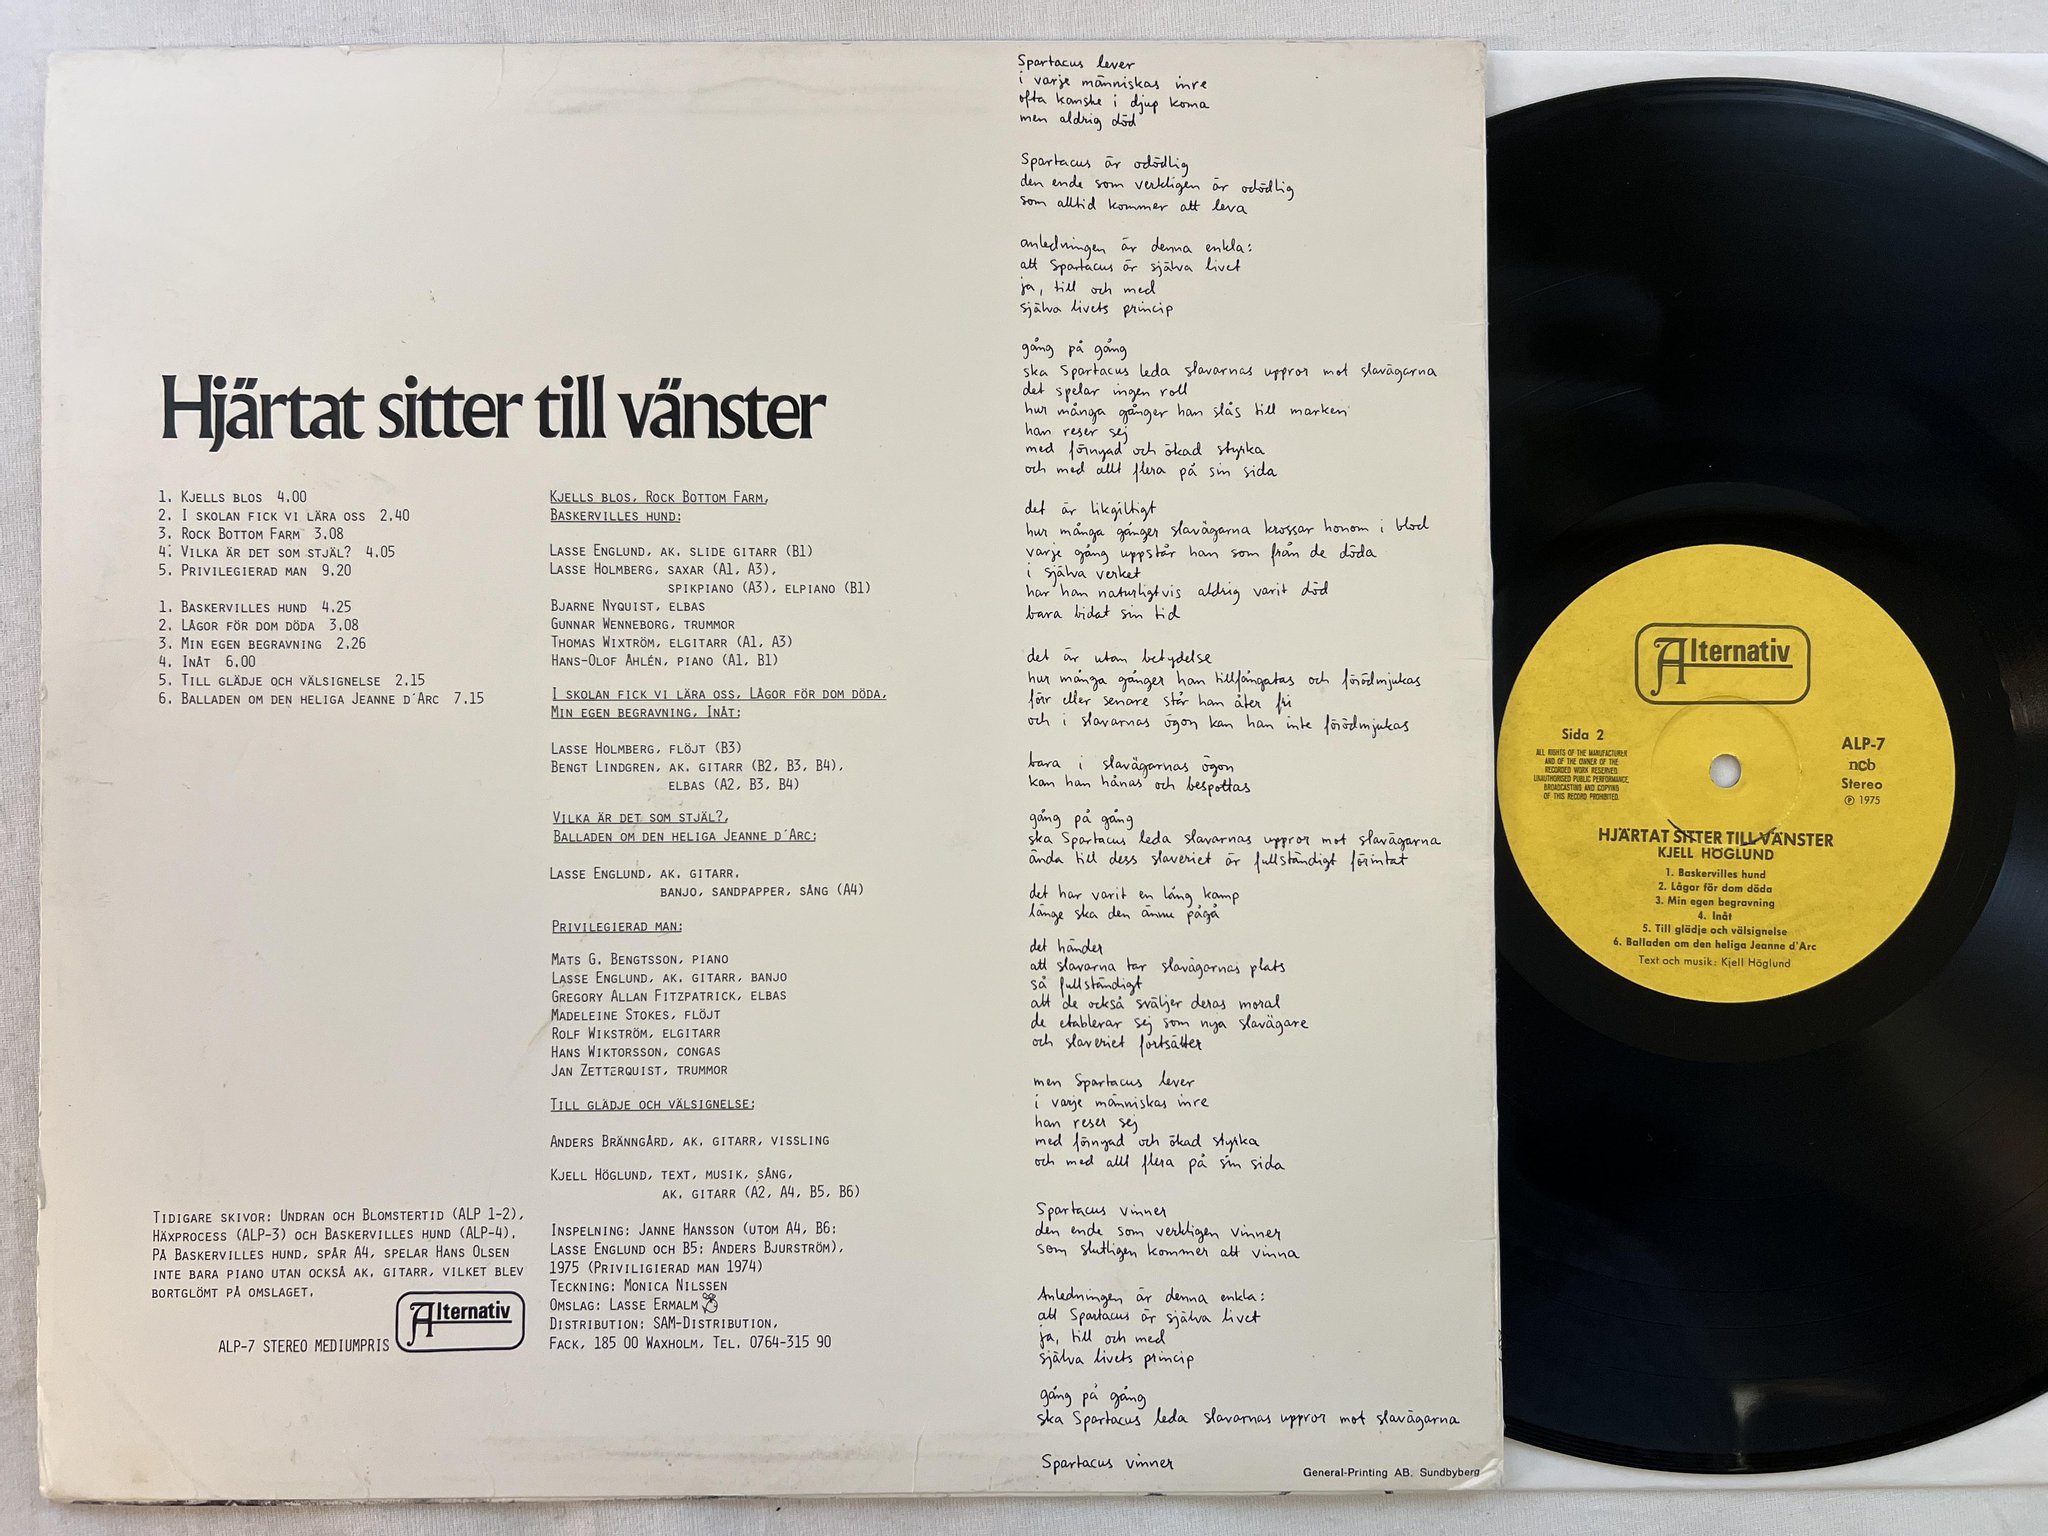 Hjärtat sitter till vänster
1. KJELLS BLOS 4.00
2. I SKOLAN FICK VI LÄRA OSS 2.40
3. ROCK BOTTOM FARM 3.08
4. VILKA ÄR DET SOM STJÄL? 4.05
5. PRIVILEGIERAD MAN 9.20
1. BASKERVILLES HUND 4.25
2. LÅGOR FÖR DOM DÖDA 3.08
3. MIN EGEN BEGRAVNING 2.26
4. INÅT 6.00
5. TILL GLÄDJE OCH VÄLSIGNELSE 2.15
6. BALLADEN OM DEN HELIGA JEANNE D´ARC 7.15
TIDIGARE SKIVOR: UNDRAN OCH BLOMSTERTID (ALP 1-2),
HÄXPROCESS (ALP-3) OCH BASKERVILLES HUND (ALP-4).
PÅ BASKERVILLES HUND, SPÅR A4, SPELAR HANS OLSEN
INTE BARA PIANO UTAN OCKSÅ AK. GITARR, VILKET BLEV
BORTGLÖMT PÅ OMSLAGET.
ALP-7 STEREO MEDIUMPRIS
Alternativ
KJELLS BLOS, ROCK BOTTOM FARM,
BASKERVILLES HUND:
LASSE ENGLUND, AK. SLIDE GITARR (B1)
LASSE HOLMBERG, SAXAR (A1, A3),
SPIKPIANO (A3), ELPIANO (B1)
BJARNE NYQUIST, ELBAS
GUNNAR WENNEBORG, TRUMMOR
THOMAS WIXTRÖM, ELGITARR (A1, A3)
HANS-OLOF AHLÉN, PIANO (A1, B1)
I SKOLAN FICK VI LÄRA OSS, LÅGOR FÖR DOM DÖDA,
MIN EGEN BEGRAVNING, INÅT:
LASSE HOLMBERG, FLÖJT (B3)
BENGT LINDGREN, AK. GITARR (B2, B3, B4),
ELBAS (A2, B3, B4)
VILKA ÄR DET SOM STJÄL?,
BALLADEN OM DEN HELIGA JEANNE D´ARC:
LASSE ENGLUND, AK. GITARR,
BANJO, SANDPAPPER, SÅNG (A4)
PRIVILEGIERAD MAN:
MATS G. BENGTSSON, PIANO
LASSE ENGLUND, AK. GITARR, BANJO
GREGORY ALLAN FITZPATRICK, ELBAS
MADELEINE STOKES, FLÖJT
ROLF WIKSTRÖM, ELGITARR
HANS WIKTORSSON, CONGAS
JAN ZETTERQUIST, TRUMMOR
TILL GLÄDJE OCH VÄLSIGNELSE:
ANDERS BRÄNNGÅRD, AK. GITARR, VISSLING
KJELL HÖGLUND, TEXT, MUSIK, SÅNG,
AK. GITARR (A2, A4, B5, B6)
INSPELNING: JANNE HANSSON (UTOM A4, B6:
LASSE ENGLUND OCH B5: ANDERS BJURSTRÖM),
1975 (PRIVILIGIERAD MAN 1974)
TECKNING: MONICA NILSSEN
OMSLAG: LASSE ERMALM
DISTRIBUTION: SAM-DISTRIBUTION,
FACK, 185 00 WAXHOLM, TEL. 0764-315 90
Spartacus lever
i varje människas inre
ofta kanske i djup koma
men aldrig död
Spartacus är odödlig
den ende som verkligen är odödlig
som alltid kommer att leva
anledningen är denna enkla:
att Spartacus är själva livet
ja, till och med
själva livets princip
gång på gång
ska Spartacus leda slavarnas uppror mot slavägarna
det spelar ingen roll
hur många gånger han slås till marken
han reser sej
med förnyad och ökad styrka
och med allt flera på sin sida
det är likgiltigt
hur många gånger slavägarna krossar honom i blod
varje gång uppstår han som från de döda
i själva verket
har han naturligtvis aldrig varit död
bara bidat sin tid
det är utan betydelse
hur många gånger han tillfångatas och förödmjukas
förr eller senare står han åter fri
och i slavarnas ögon kan han inte förödmjukas
bara i slavägarnas ögon
kan han hånas och bespottas
gång på gång
ska Spartacus leda slavarnas uppror mot slavägarna
ända till dess slaveriet är fullständigt förintat
det har varit en lång kamp
länge ska den ännu pågå
det händer
att slavarna tar slavägarnas plats
så fullständigt
att de också sväljer deras moral
de etablerar sej som nya slavägare
och slaveriet fortsätter
men Spartacus lever
i varje människas inre
han reser sej
med förnyad och ökad styrka
och med allt flera på sin sida
Spartacus vinner
den ende som verkligen vinner
som slutligen kommer att vinna
Anledningen är denna enkla:
att Spartacus är själva livet
ja, till och med
själva livets princip
gång på gång
ska Spartacus leda slavarnas uppror mot slavägarna
Spartacus vinner
General-Printing AB. Sundbyberg
Alternativ
Sida 2
ALL RIGHTS OF THE MANUFACTURER
AND OF THE OWNER OF THE
RECORDED WORK RESERVED
UNAUTHORISED PUBLIC PERFORMANCE,
BROADCASTING AND COPYING
OF THIS RECORD PROHIBITED.
ALP-7
ncb
Stereo
℗ 1975
HJÄRTAT SITTER TILL VÄNSTER
KJELL HÖGLUND
1. Baskervilles hund
2. Lågor för dom döda
3. Min egen begravning
4. Inåt
5. Till glädje och välsignelse
6. Balladen om den heliga Jeanne d'Arc
Text och musik: Kjell Höglund